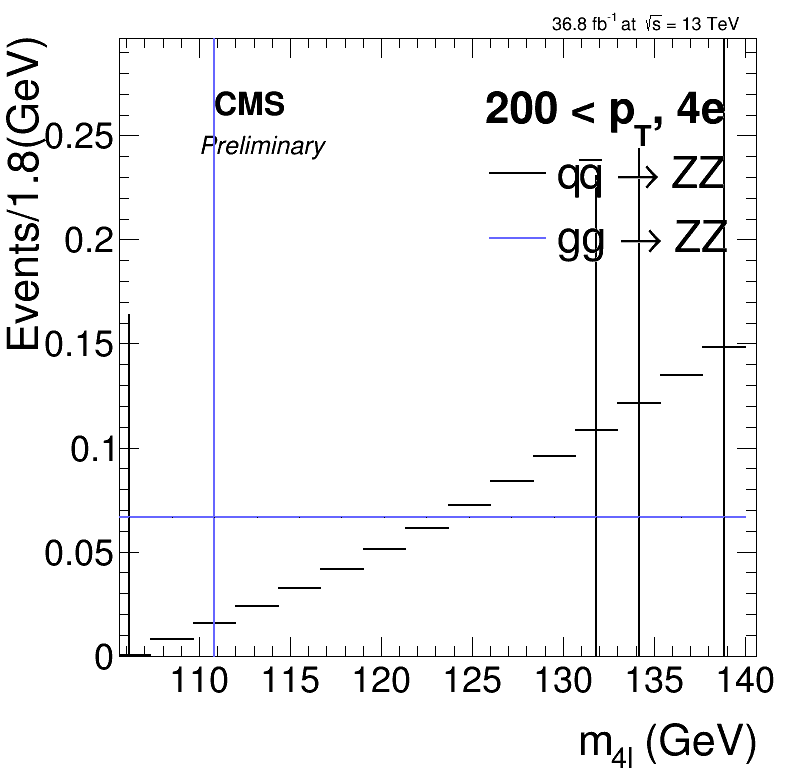 36.8 fb⁻¹ at √s = 13 TeV
CMS
Preliminary
200 < p_T, 4e
qq̅ → ZZ
gg → ZZ
Events/1.8(GeV)
0.25
0.2
0.15
0.1
0.05
0
110 115 120 125 130 135 140
m_4l (GeV)